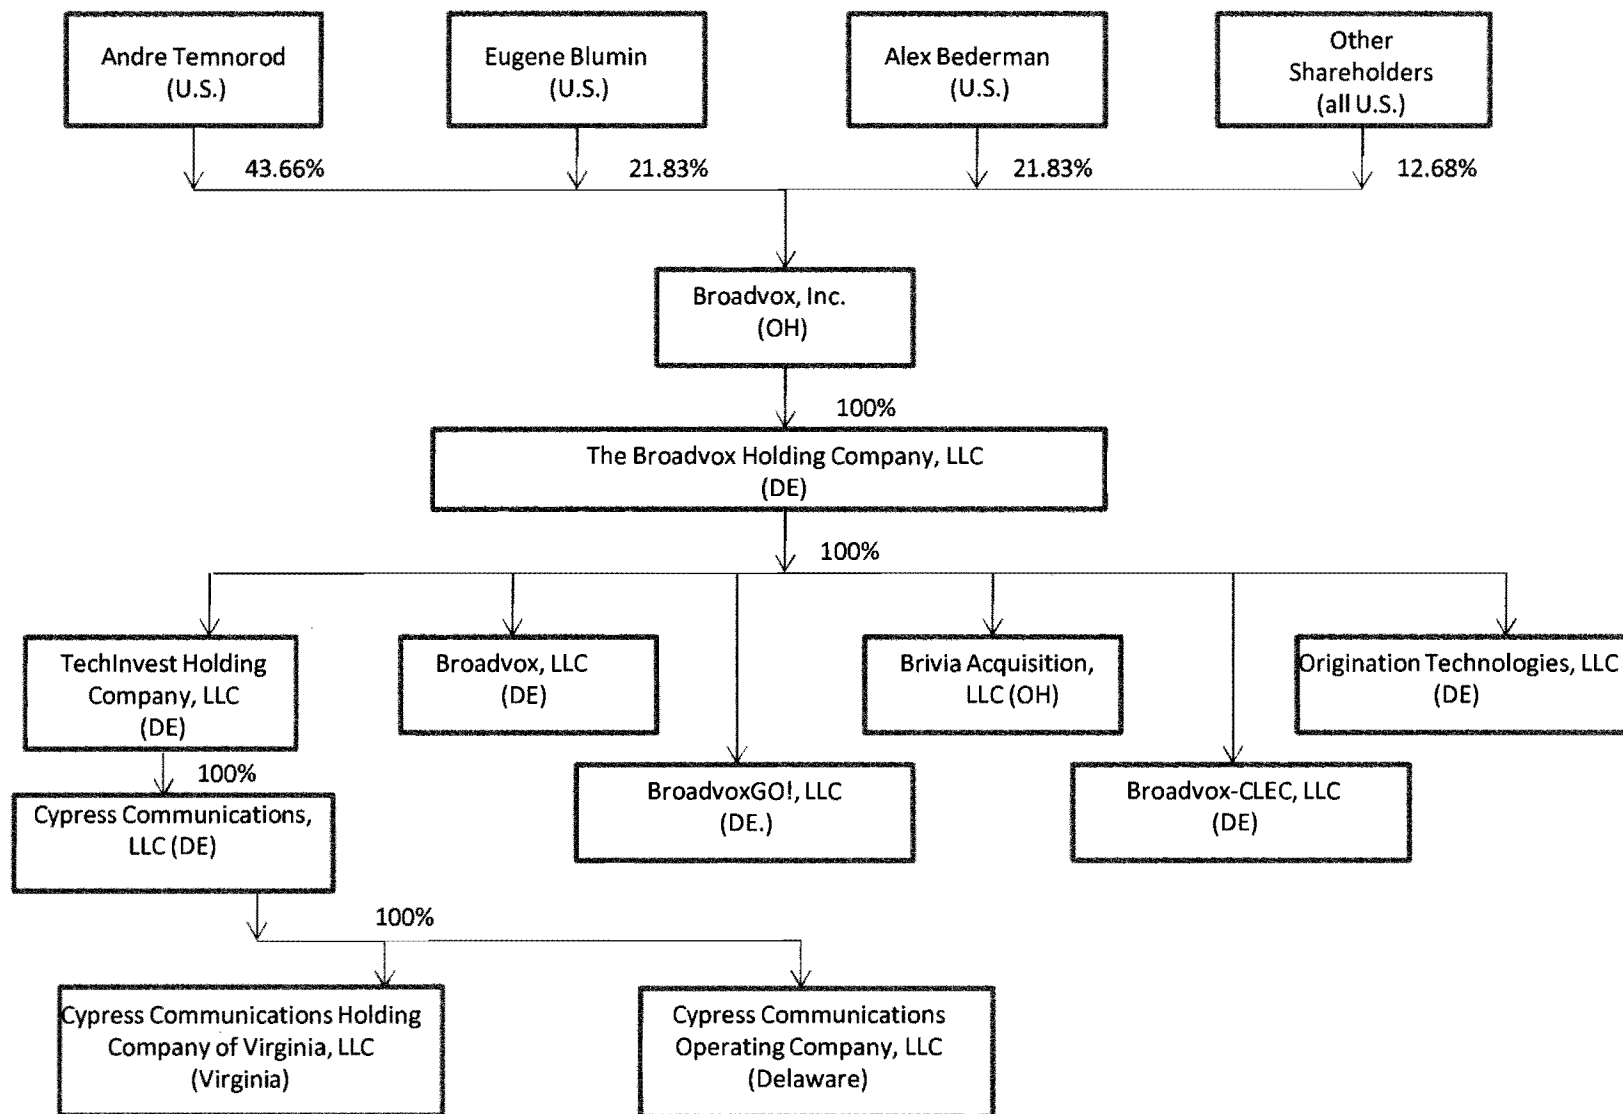 Andre Temnorod
(U.S.)
Eugene Blumin
(U.S.)
Alex Bederman
(U.S.)
Other
Shareholders
(all U.S.)
43.66%
21.83%
21.83%
12.68%
Broadvox, Inc.
(OH)
100%
The Broadvox Holding Company, LLC
(DE)
100%
TechInvest Holding
Company, LLC
(DE)
Broadvox, LLC
(DE)
Brivia Acquisition,
LLC (OH)
Origination Technologies, LLC
(DE)
100%
BroadvoxGO!, LLC
(DE.)
Broadvox-CLEC, LLC
(DE)
Cypress Communications,
LLC (DE)
100%
Cypress Communications Holding
Company of Virginia, LLC
(Virginia)
Cypress Communications
Operating Company, LLC
(Delaware)